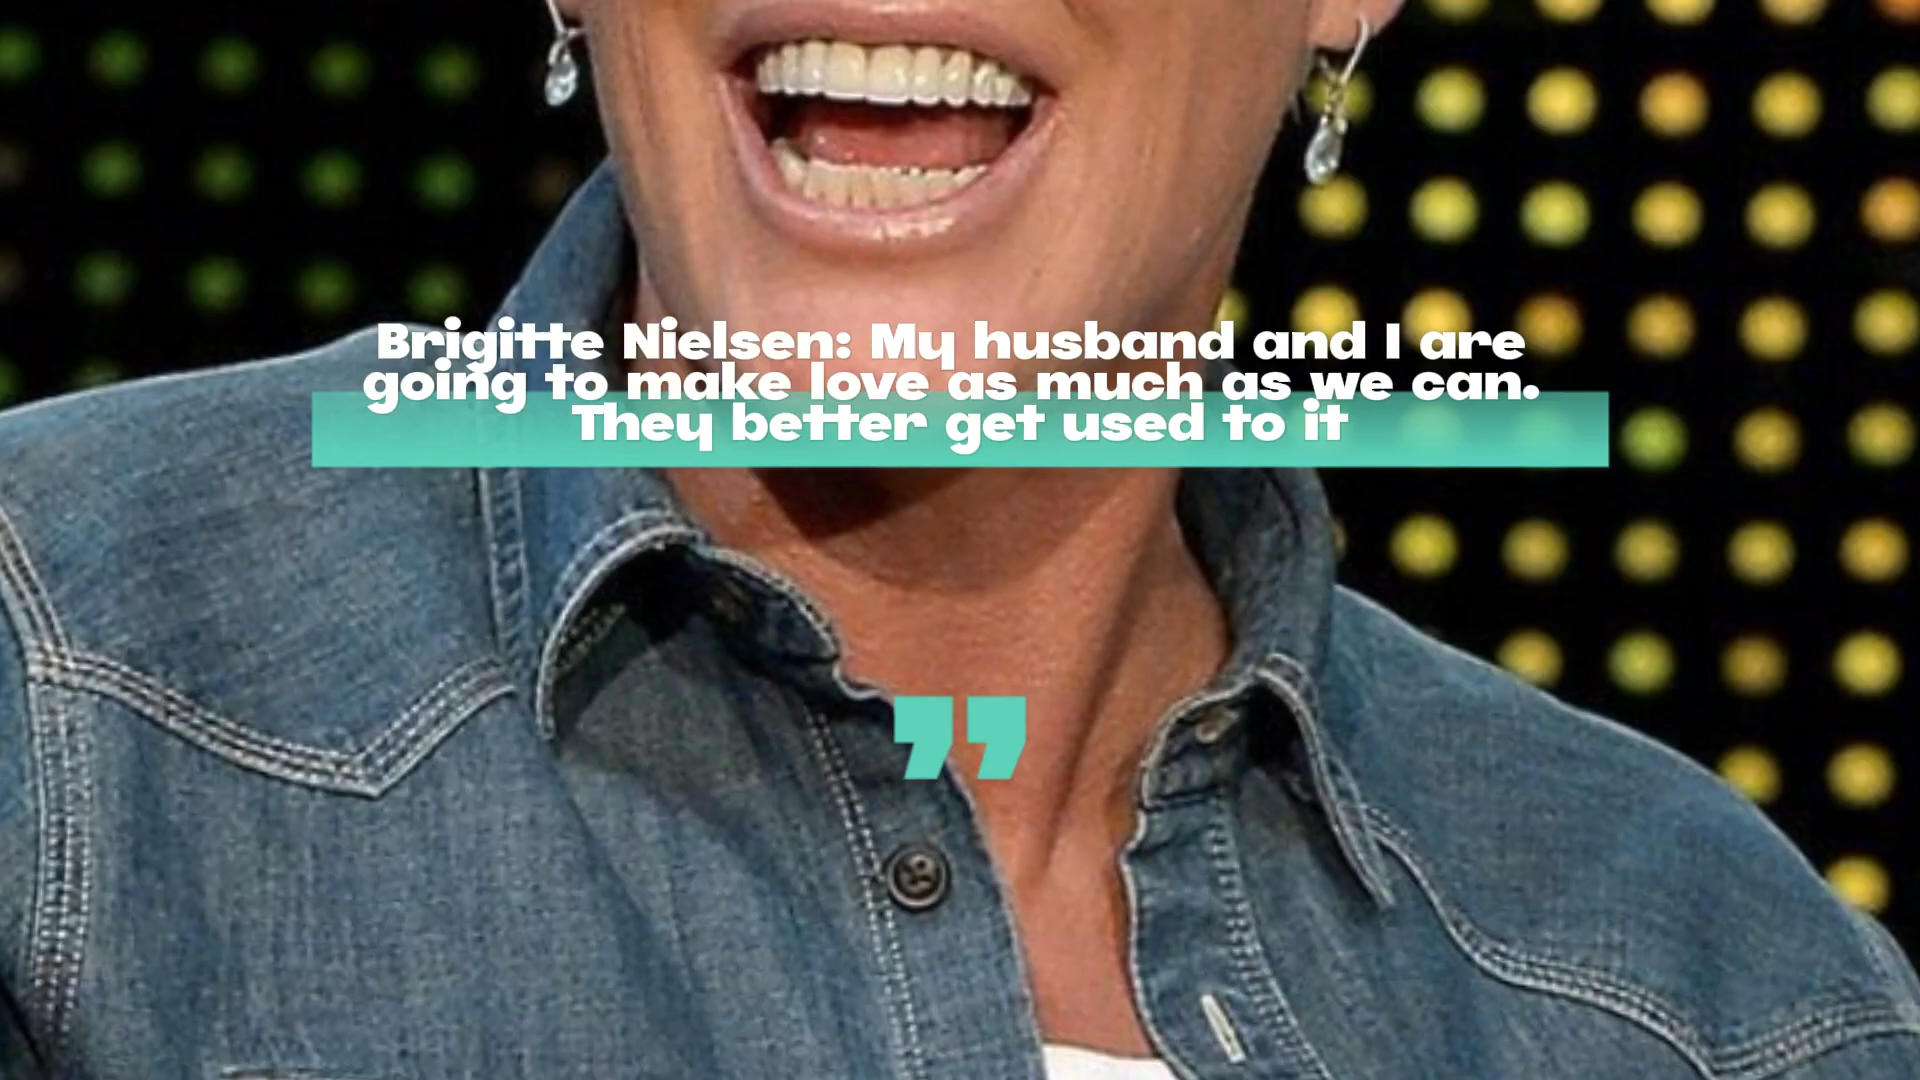 Brigitte Nielsen: My husband and I are
going to make love as much as we can.
They better get used to it
”